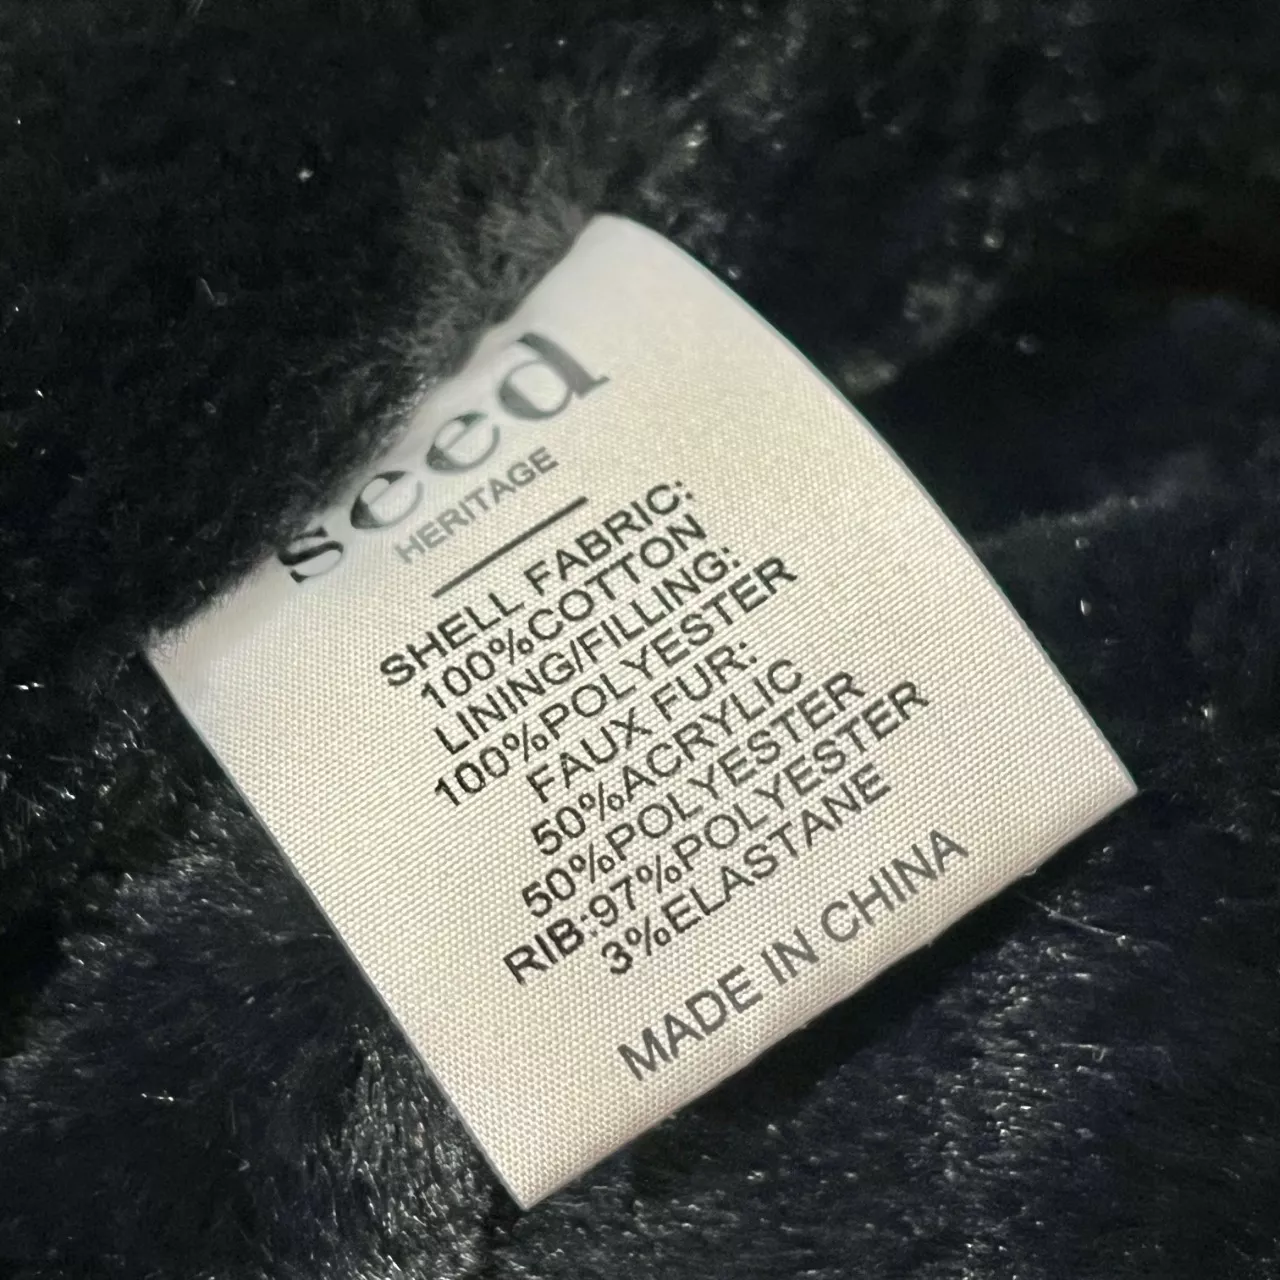 seed
HERITAGE
SHELL FABRIC:
100%COTTON
LINING/FILLING:
100%POLYESTER
FAUX FUR:
50%ACRYLIC
50%POLYESTER
RIB:97%POLYESTER
3%ELASTANE
MADE IN CHINA